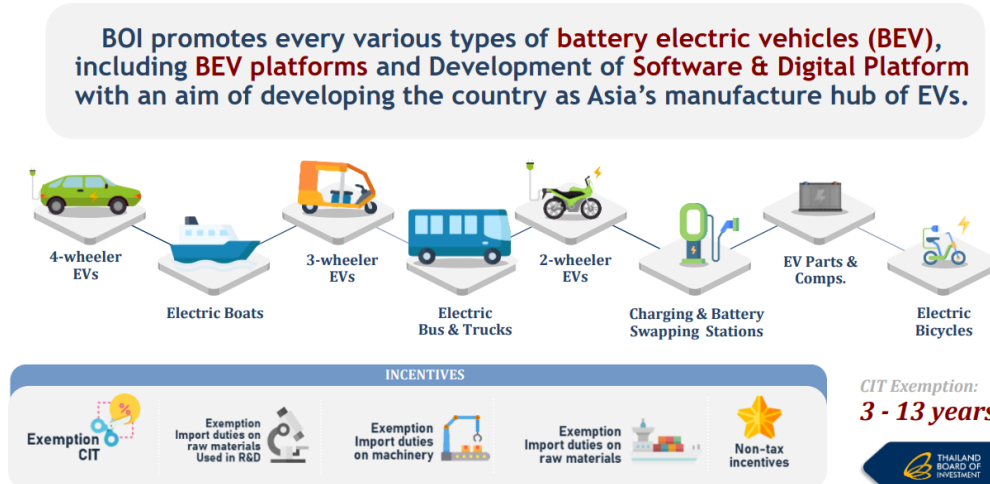 BOI promotes every various types of battery electric vehicles (BEV),
including BEV platforms and Development of Software & Digital Platform
with an aim of developing the country as Asia's manufacture hub of EVs.
4-wheeler
EVs
Electric Boats
3-wheeler
EVs
Electric
Bus & Trucks
2-wheeler
EVs
Charging & Battery
Swapping Stations
EV Parts &
Comps.
Electric
Bicycles
INCENTIVES
%
Exemption
CIT
Exemption
Import duties on
raw materials
Used in R&D
Exemption
Import duties
on machinery
Exemption
Import duties on
raw materials
Non-tax
incentives
CIT Exemption:
3 - 13 years
THAILAND
BOARD OF
INVESTMENT